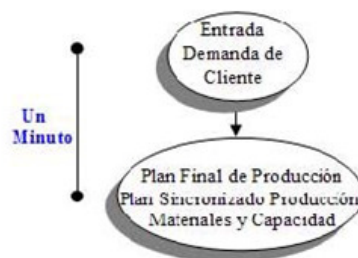 Entrada
Demanda de
Cliente
Un
Minuto
Plan Final de Producción
Plan Sincronizado Producción
Materiales y Capacidad